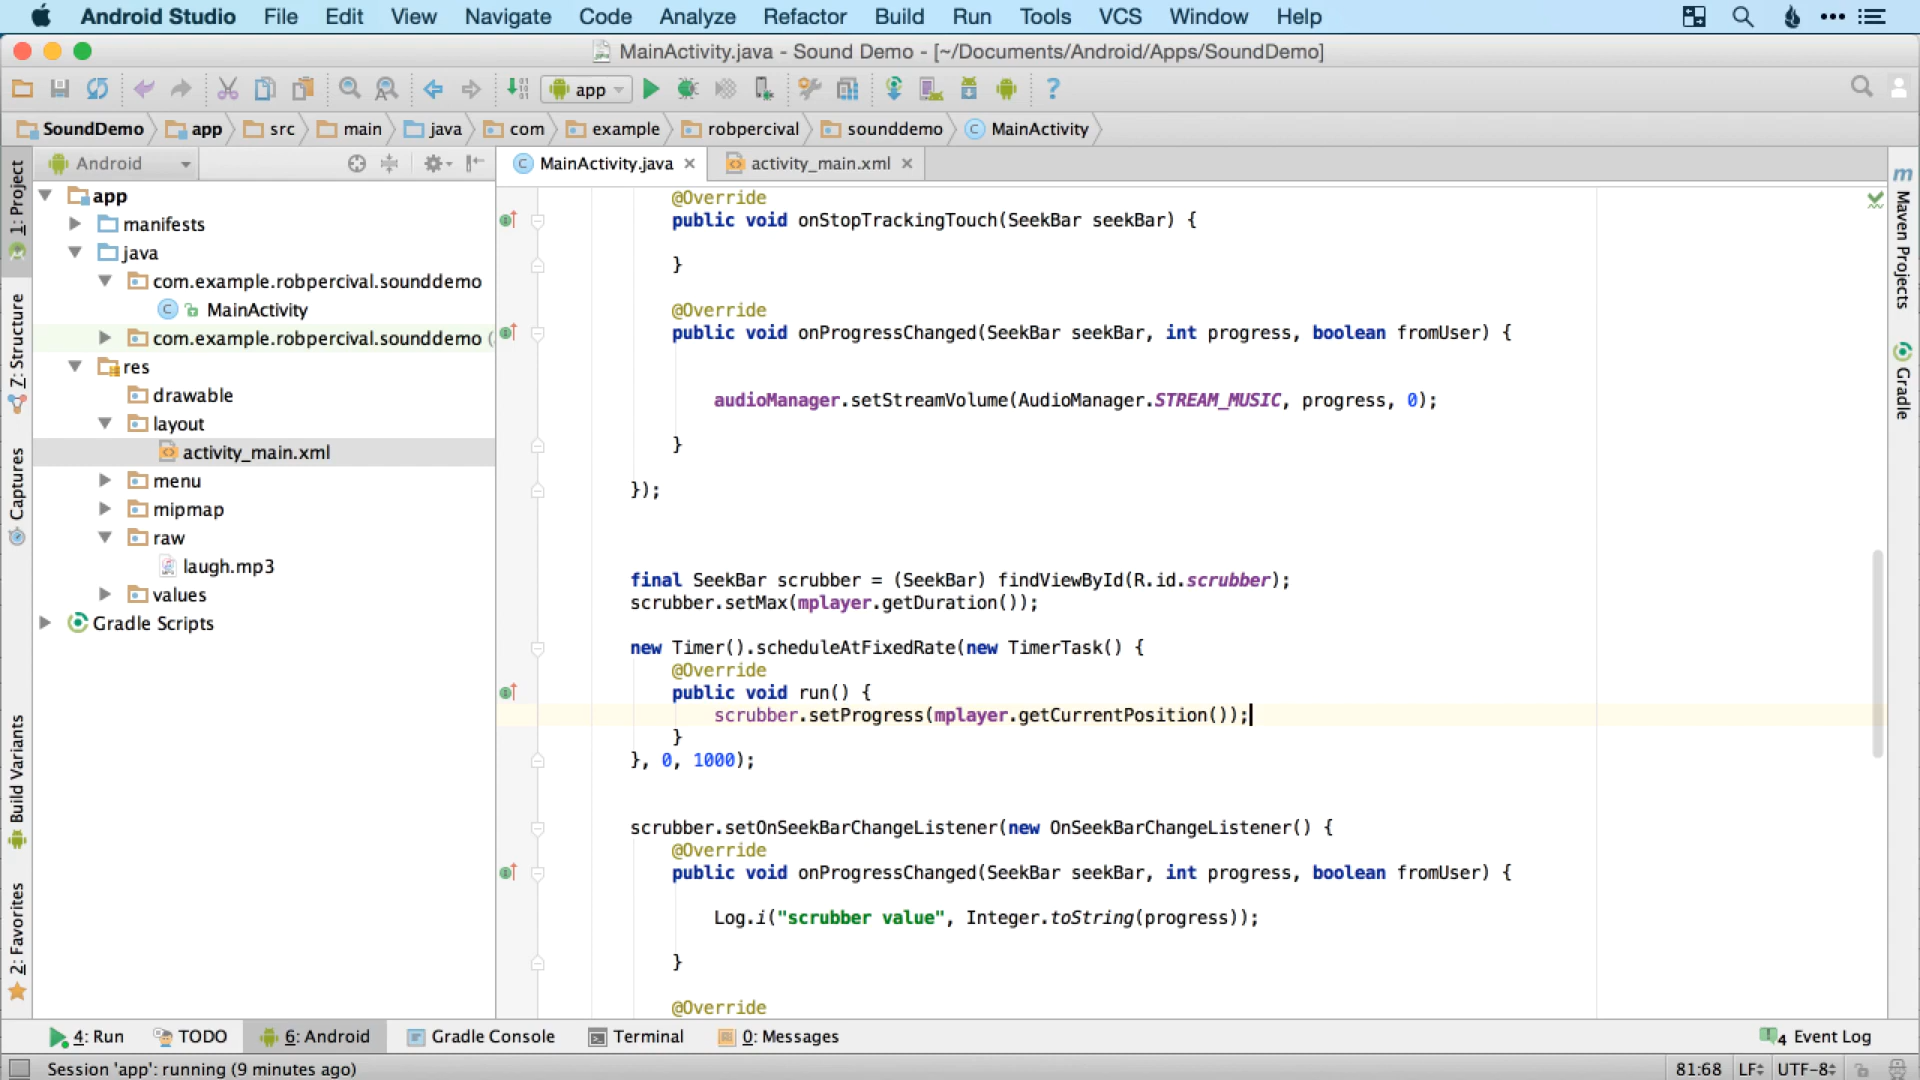 Android Studio File Edit View Navigate Code Analyze Refactor Build Run Tools VCS Window Help
MainActivity.java - Sound Demo - [~/Documents/Android/Apps/SoundDemo]
app
SoundDemo app src main java com example robpercival sounddemo MainActivity
Android
MainActivity.java activity_main.xml
1: Project
7: Structure
Captures
Build Variants
2: Favorites
app
manifests
java
com.example.robpercival.sounddemo
MainActivity
com.example.robpercival.sounddemo (
res
drawable
layout
activity_main.xml
menu
mipmap
raw
laugh.mp3
values
Gradle Scripts
@Override
public void onStopTrackingTouch(SeekBar seekBar) {
}
@Override
public void onProgressChanged(SeekBar seekBar, int progress, boolean fromUser) {
audioManager.setStreamVolume(AudioManager.STREAM_MUSIC, progress, 0);
}
});
final SeekBar scrubber = (SeekBar) findViewById(R.id.scrubber);
scrubber.setMax(mplayer.getDuration());
new Timer().scheduleAtFixedRate(new TimerTask() {
@Override
public void run() {
scrubber.setProgress(mplayer.getCurrentPosition());
}
}, 0, 1000);
scrubber.setOnSeekBarChangeListener(new OnSeekBarChangeListener() {
@Override
public void onProgressChanged(SeekBar seekBar, int progress, boolean fromUser) {
Log.i("scrubber value", Integer.toString(progress));
}
@Override
m Maven Projects
Gradle
4: Run TODO 6: Android Gradle Console Terminal 0: Messages 4 Event Log
Session 'app': running (9 minutes ago) 81:68 LF UTF-8